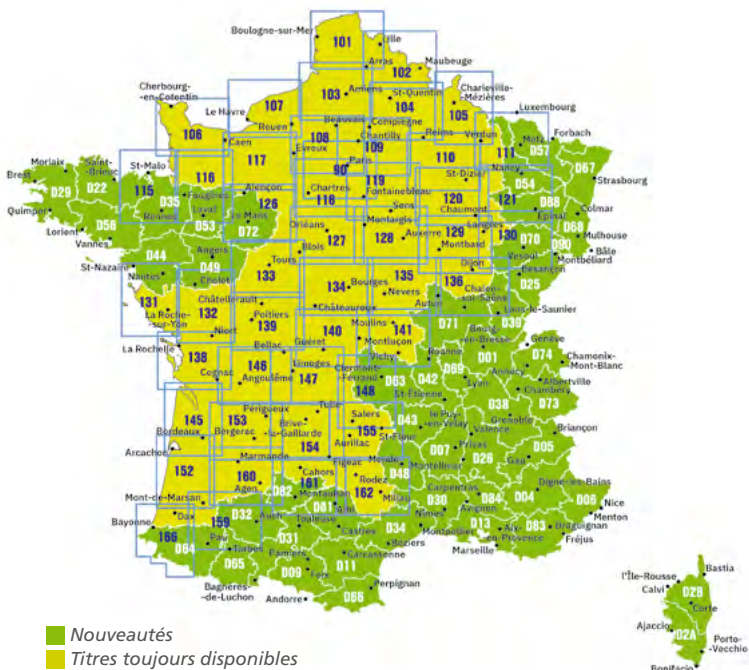 Boulogne-sur-Mer
101
Lille
Maubeuge
102
Arras
Charleville-
-Mézières
Cherbourg-
-en-Cotentin
103
Amiens
St-Quentin
104
105
Luxembourg
Le Havre
107
106
Rouen
Beauvais
Compiègne
Forbach
108
Chantilly
Reims
Verdun
Metz
D57
Caen
109
111
D67
Morlaix
Saint-
-Brieuc
St-Malo
116
117
Evreux
Paris
90
110
Nancy
Strasbourg
Brest
D29
D22
115
D35
Fougères
Alençon
119
St-Dizier
D54
D88
Quimper
Rennes
Laval
126
Chartres
118
Fontainebleau
120
121
Epinal
Colmar
D56
D53
le Mans
Sens
Chaumont
D68
Lorient
D72
Orléans
Montargis
Langres
Mulhouse
Vannes
Angers
127
128
Auxerre
129
130
D70
D90
Bâle
D44
D49
Blois
Montbard
Vesoul
Montbéliard
St-Nazaire
Nantes
Tours
Dijon
Besançon
Cholet
133
135
D25
131
134
Bourges
136
Chalon-
-sur-Saône
Châtellerault
Nevers
Autun
La Roche-
-sur-Yon
132
Châteauroux
Lons-le-Saunier
Poitiers
Moulins
D71
D39
Niort
139
140
141
Bourg-
-en-Bresse
Genève
La Rochelle
Montluçon
138
Bellac
Guéret
Vichy
Roanne
D01
D74
Chamonix-
-Mont-Blanc
146
Limoges
Clermont-
-Ferrand
D69
Annecy
Cognac
Angoulême
147
148
D63
D42
Lyon
Albertville
Chambéry
St-Etienne
D73
145
Périgueux
Tulle
Salers
D38
153
Brive-
-la-Gaillarde
155
D43
le Puy-
-en-Velay
Grenoble
Bordeaux
Bergerac
Valence
Briançon
Aurillac
St-Flour
154
Privas
D05
Arcachon
Marmande
Figeac
Mende
D07
D26
Gap
152
Cahors
D48
Montélimar
160
161
Rodez
Digne-les-Bains
Agen
162
Carpentras
Mont-de-Marsan
D82
Montauban
Millau
D30
D84
D04
D06
D81
Albi
Avignon
Nice
Bayonne
Dax
D32
Auch
Nîmes
Menton
159
Toulouse
D34
D13
D83
Draguignan
166
D64
Pau
D31
Castres
Montpellier
Aix-
-en-Provence
Fréjus
Tarbes
Béziers
Marseille
D65
Pamiers
D11
Carcassonne
Bagnères-
-de-Luchon
D09
Foix
Perpignan
Andorre
D66
Bastia
l'Île-Rousse
Calvi
D2B
Corte
Ajaccio
D2A
Porto-
-Vecchio
Bonifacio
Nouveautés
Titres toujours disponibles